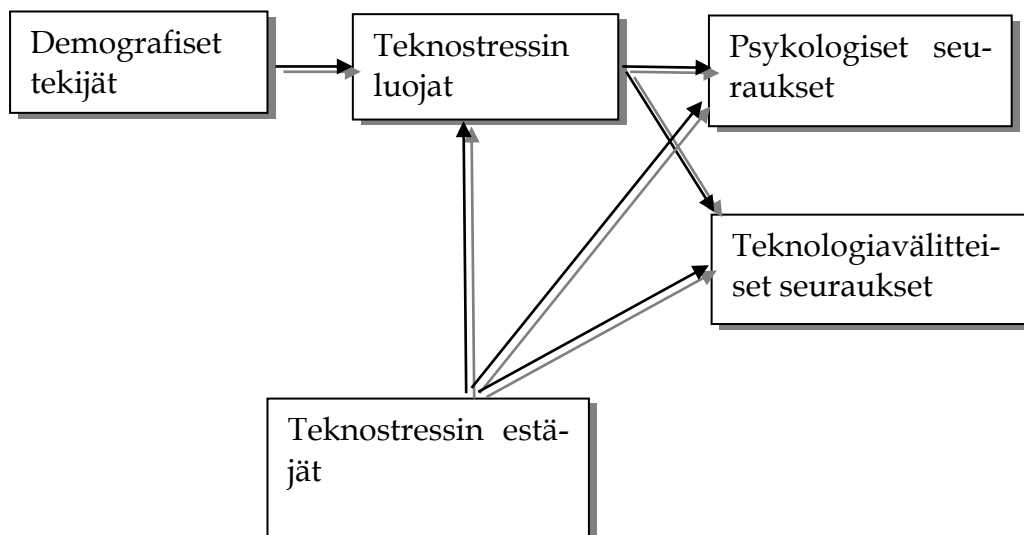 Demografiset
tekijät
Teknostressin
luojat
Psykologiset seu-
raukset
Teknologiavälittei-
set seuraukset
Teknostressin estä-
jät